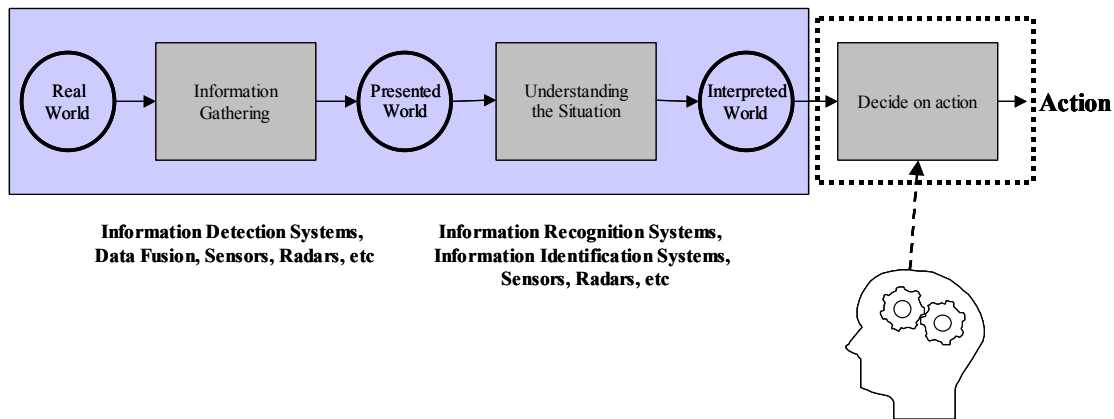 Real
World
Information
Gathering
Presented
World
Understanding
the Situation
Interpreted
World
Decide on action
Action
Information Detection Systems,
Data Fusion, Sensors, Radars, etc
Information Recognition Systems,
Information Identification Systems,
Sensors, Radars, etc